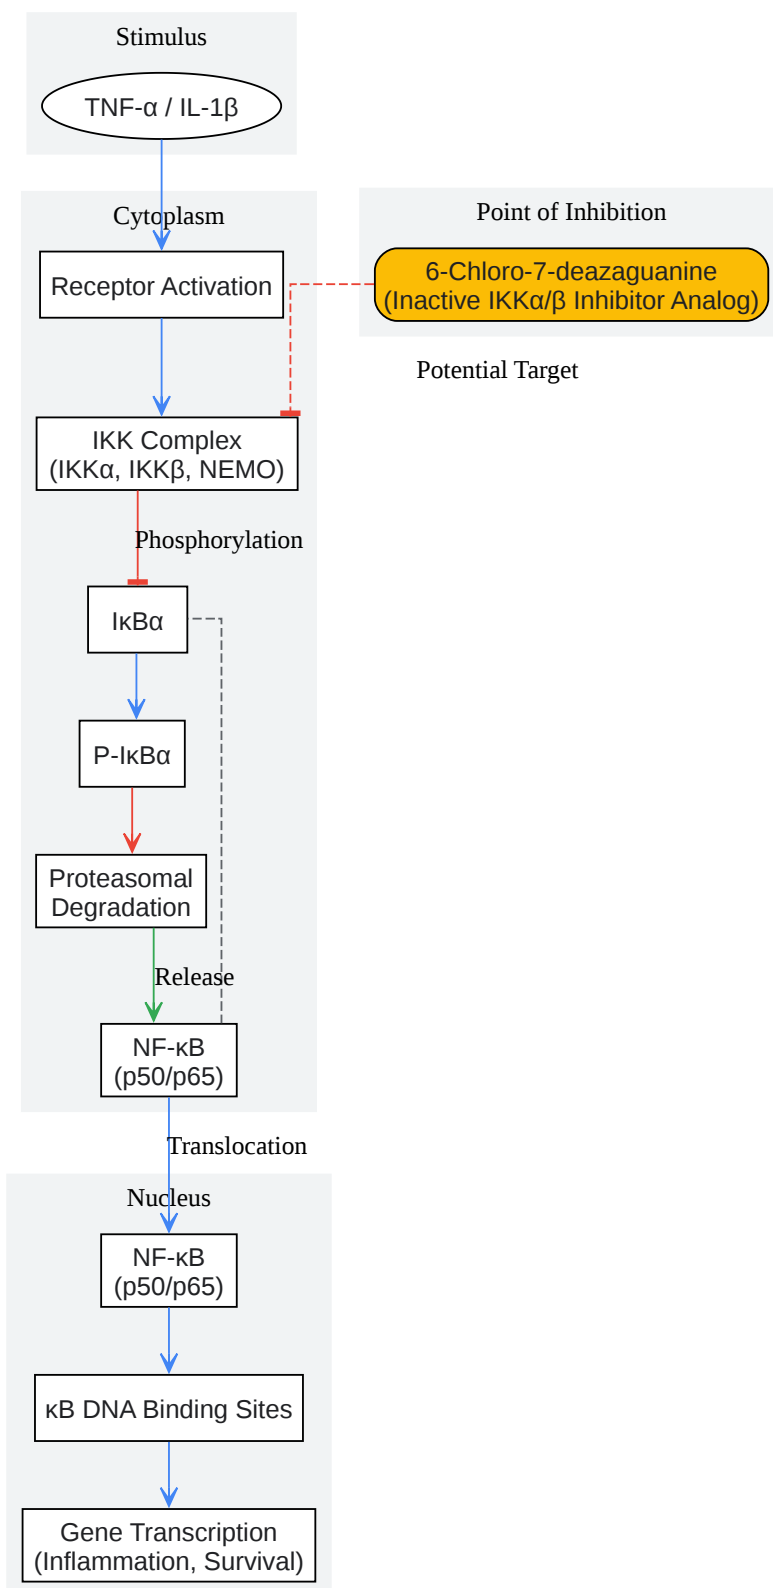 Stimulus
TNF-α / IL-1β
Cytoplasm
Point of Inhibition
Receptor Activation
6-Chloro-7-deazaguanine
(Inactive IKKα/β Inhibitor Analog)
Potential Target
IKK Complex
(IKKα, IKKβ, NEMO)
Phosphorylation
IκBα
P-IκBα
Proteasomal
Degradation
Release
NF-κB
(p50/p65)
Translocation
Nucleus
NF-κB
(p50/p65)
κB DNA Binding Sites
Gene Transcription
(Inflammation, Survival)